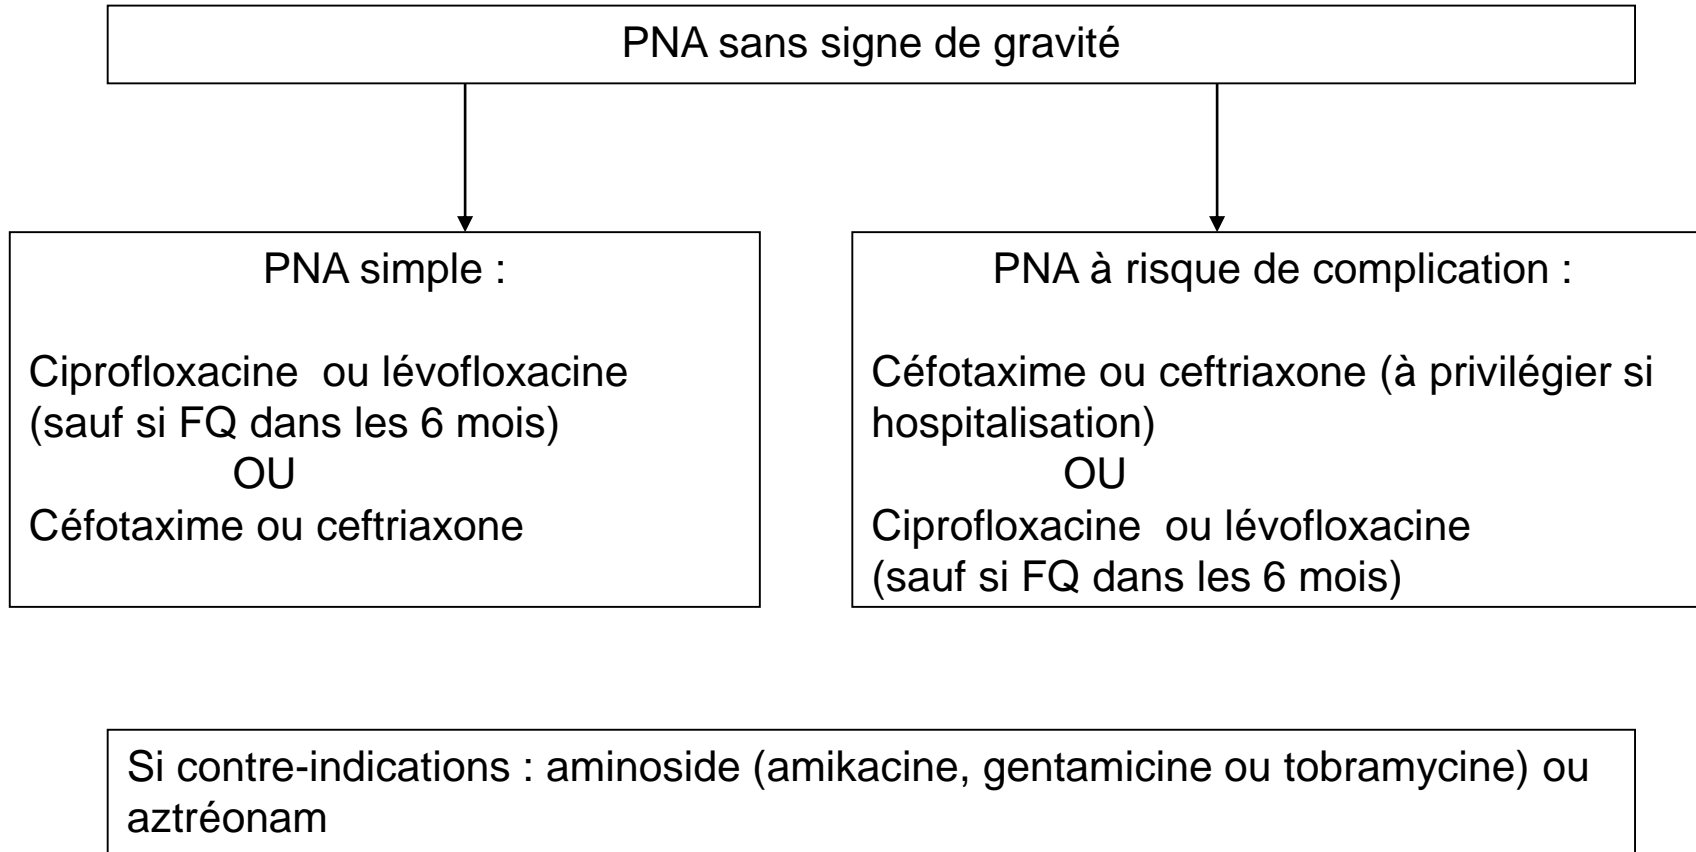 PNA sans signe de gravité
PNA simple :
Ciprofloxacine ou lévofloxacine
(sauf si FQ dans les 6 mois)
OU
Céfotaxime ou ceftriaxone
PNA à risque de complication :
Céfotaxime ou ceftriaxone (à privilégier si
hospitalisation)
OU
Ciprofloxacine ou lévofloxacine
(sauf si FQ dans les 6 mois)
Si contre-indications : aminoside (amikacine, gentamicine ou tobramycine) ou
aztréonam